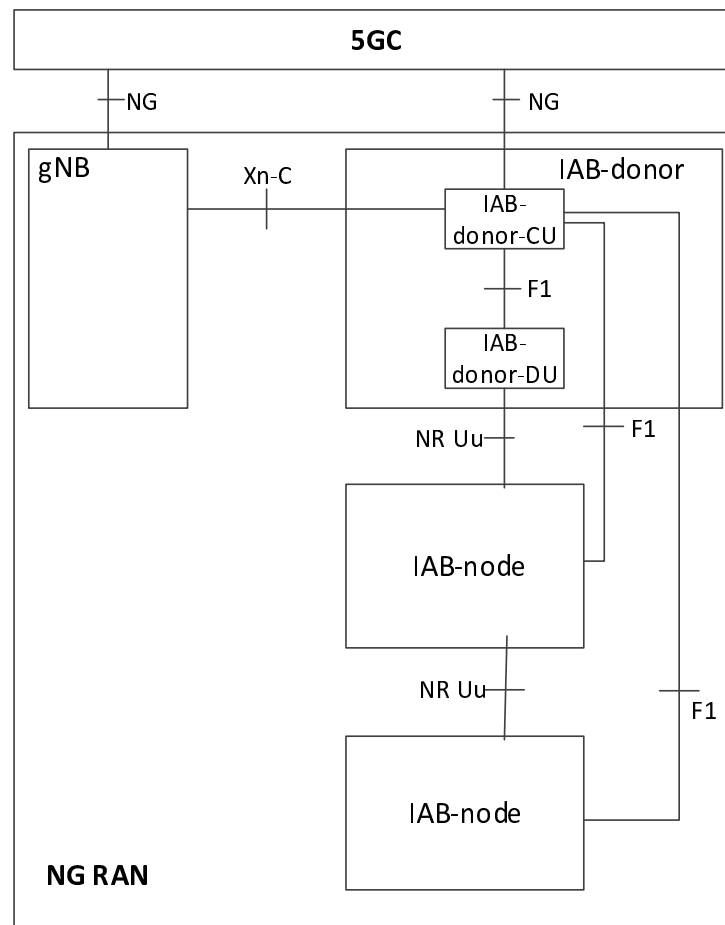 5GC
NG
NG
gNB
Xn-C
IAB-donor
IAB-
donor-CU
F1
IAB-
donor-DU
NR Uu
F1
IAB-node
NR Uu
F1
IAB-node
NG RAN